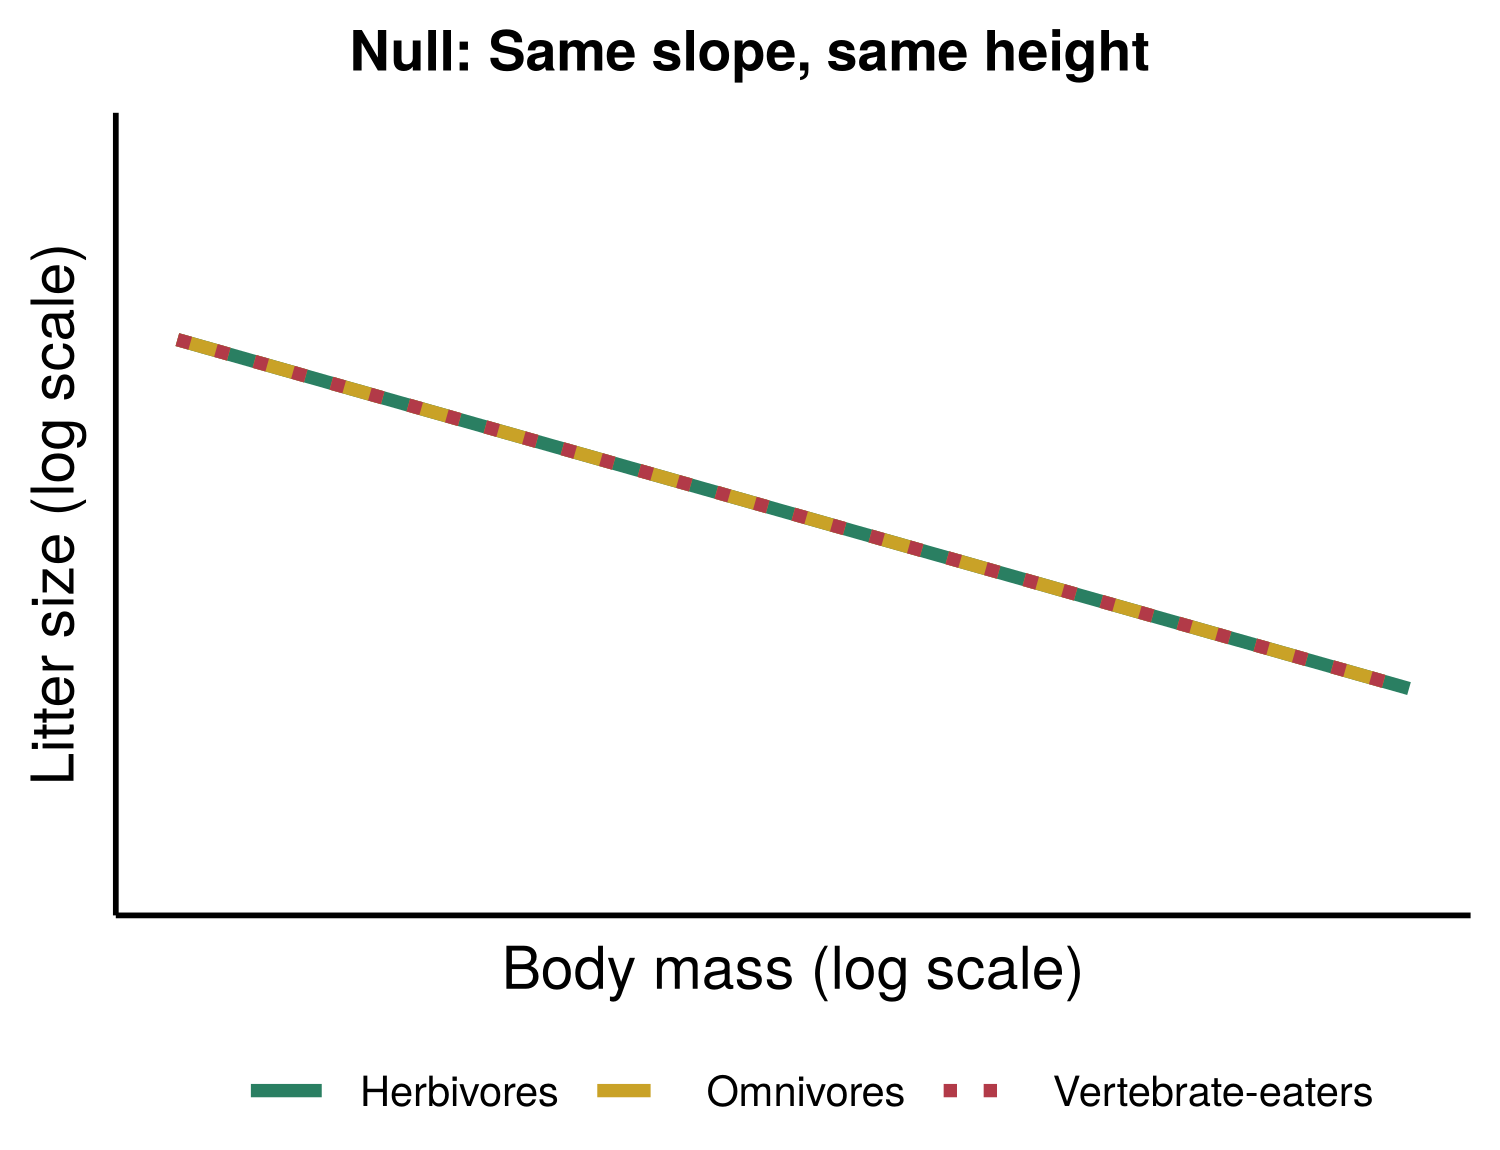 Null: Same slope, same height
Litter size (log scale)
Body mass (log scale)
Herbivores
Omnivores
Vertebrate-eaters